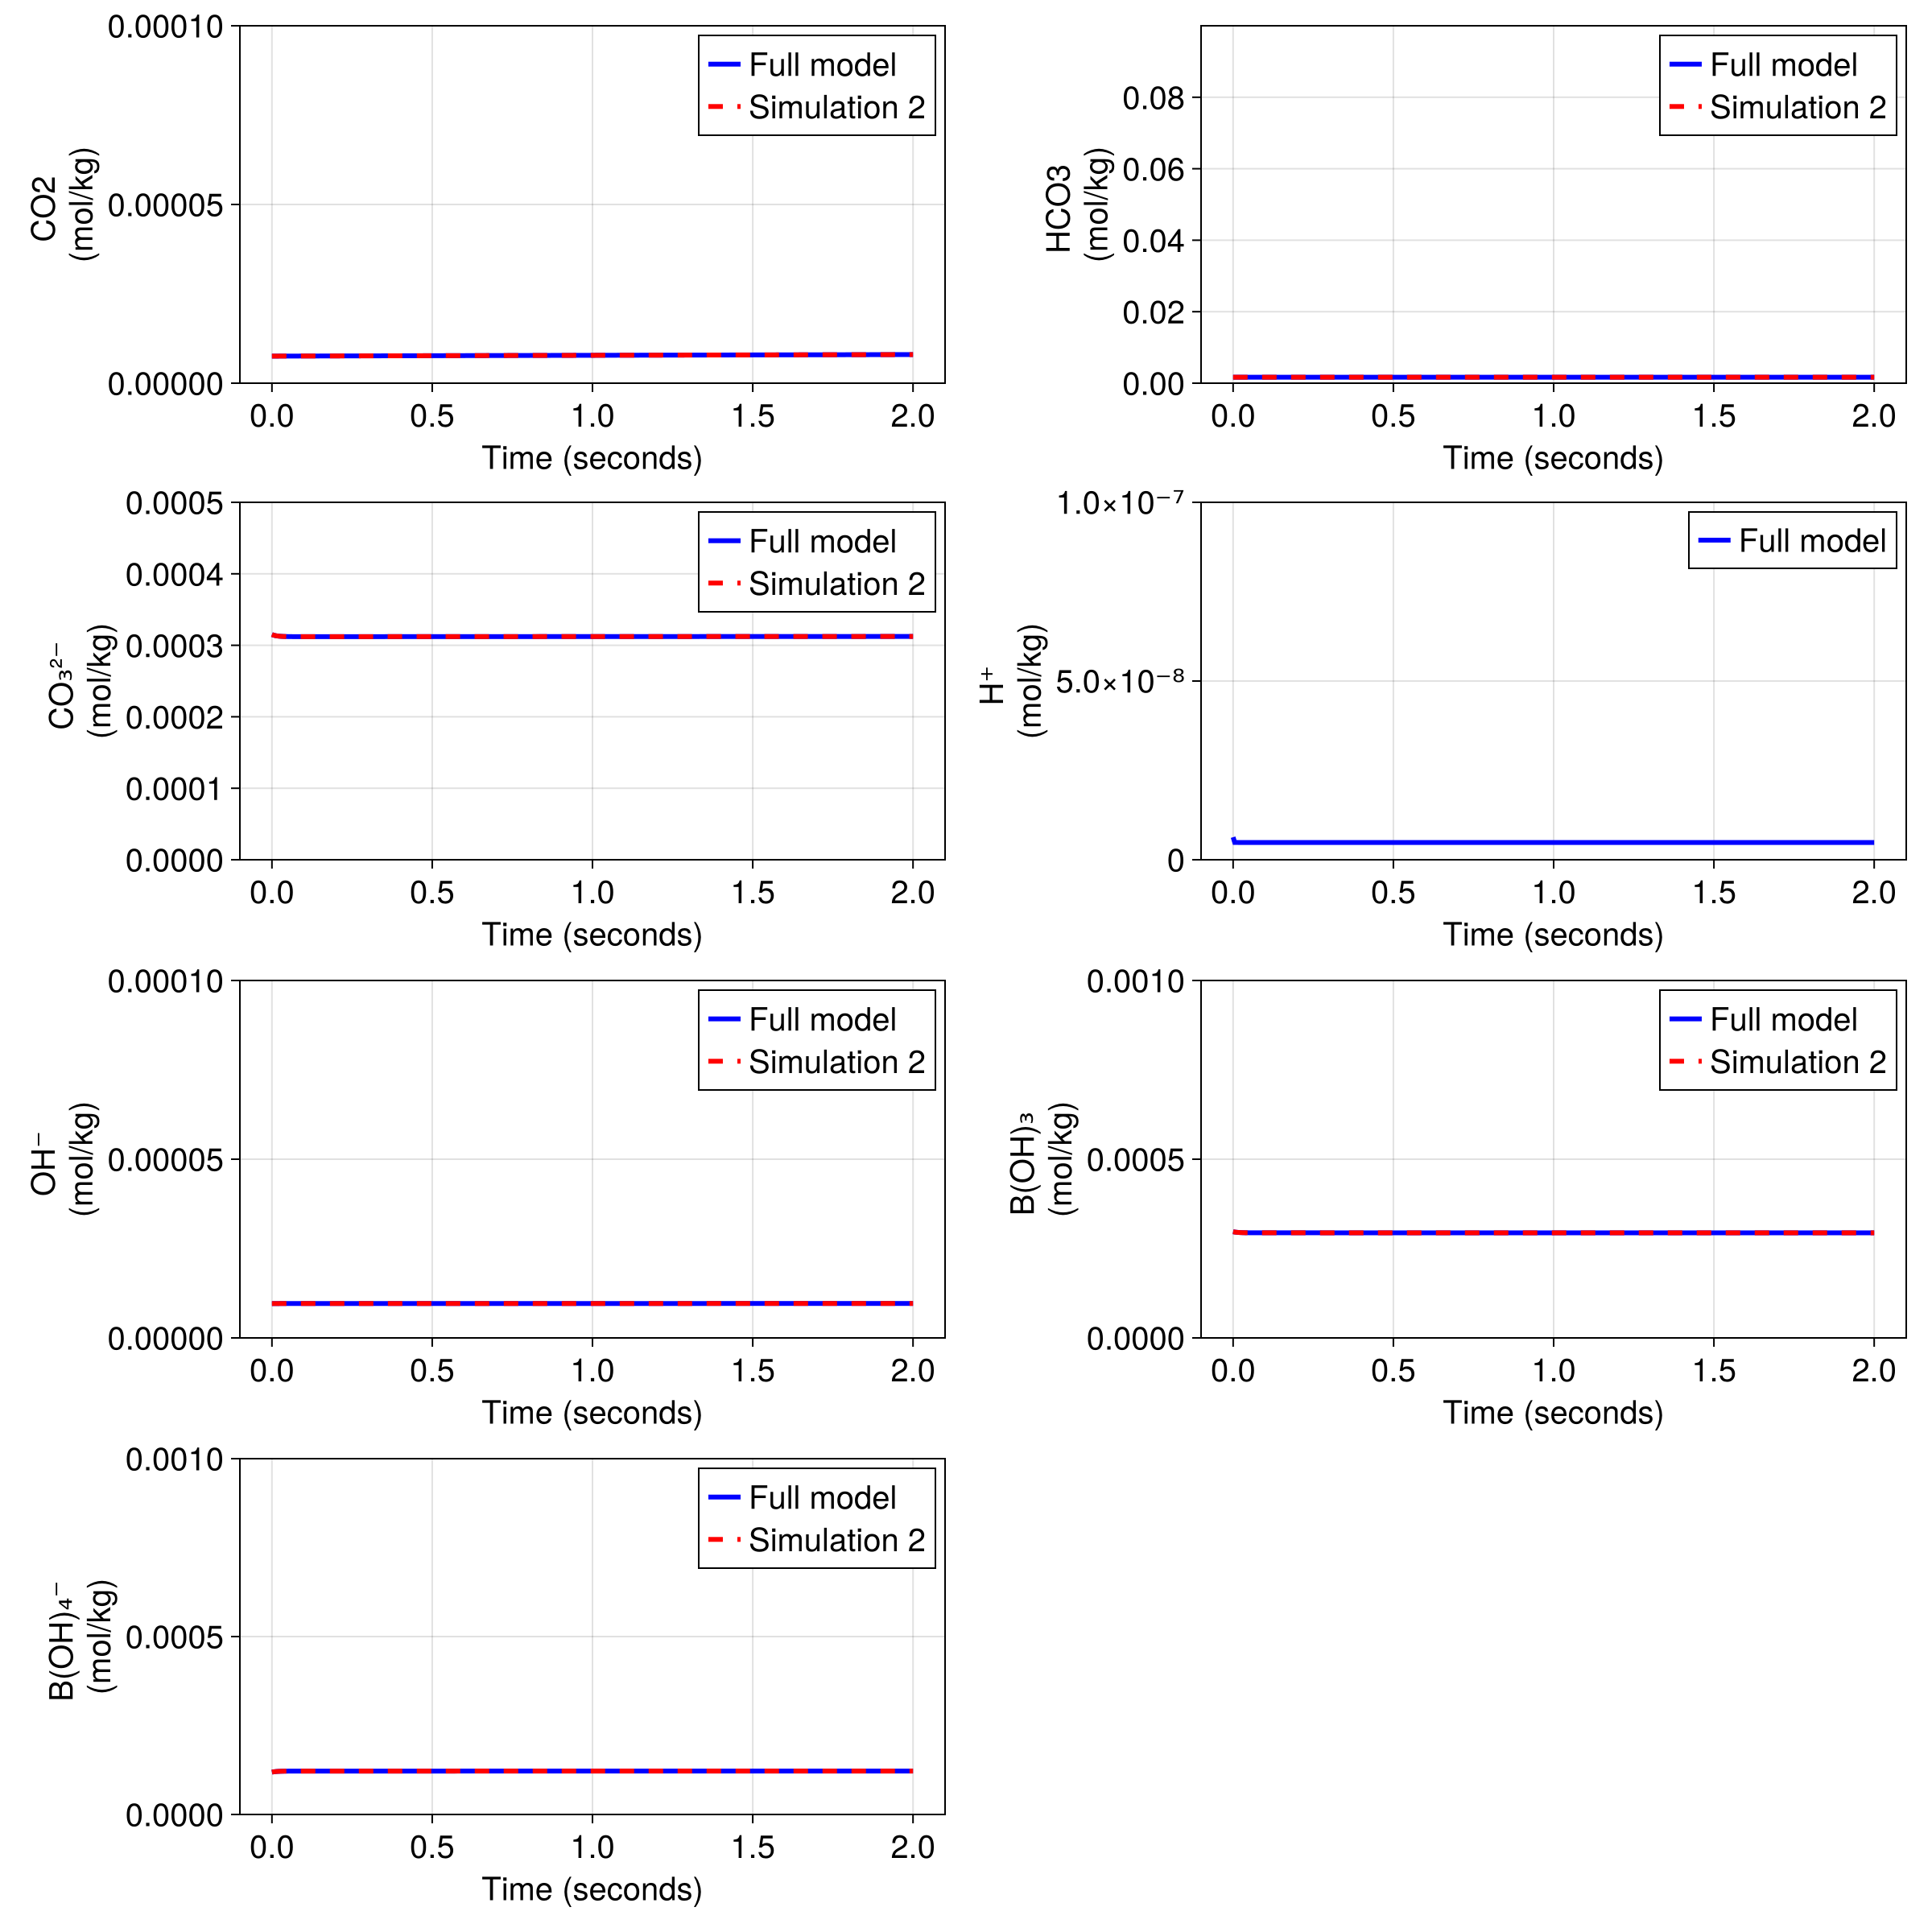 0.00010
0.00005
0.00000
CO2
(mol/kg)
Full model
Simulation 2
0.0 0.5 1.0 1.5 2.0
Time (seconds)
0.08
0.06
0.04
0.02
0.00
HCO3
(mol/kg)
Full model
Simulation 2
0.0 0.5 1.0 1.5 2.0
Time (seconds)
0.0005
0.0004
0.0003
0.0002
0.0001
0.0000
CO₃²⁻
(mol/kg)
Full model
Simulation 2
0.0 0.5 1.0 1.5 2.0
Time (seconds)
1.0×10⁻⁷
5.0×10⁻⁸
0
H⁺
(mol/kg)
Full model
0.0 0.5 1.0 1.5 2.0
Time (seconds)
0.00010
0.00005
0.00000
OH⁻
(mol/kg)
Full model
Simulation 2
0.0 0.5 1.0 1.5 2.0
Time (seconds)
0.0010
0.0005
0.0000
B(OH)₃
(mol/kg)
Full model
Simulation 2
0.0 0.5 1.0 1.5 2.0
Time (seconds)
0.0010
0.0005
0.0000
B(OH)₄⁻
(mol/kg)
Full model
Simulation 2
0.0 0.5 1.0 1.5 2.0
Time (seconds)